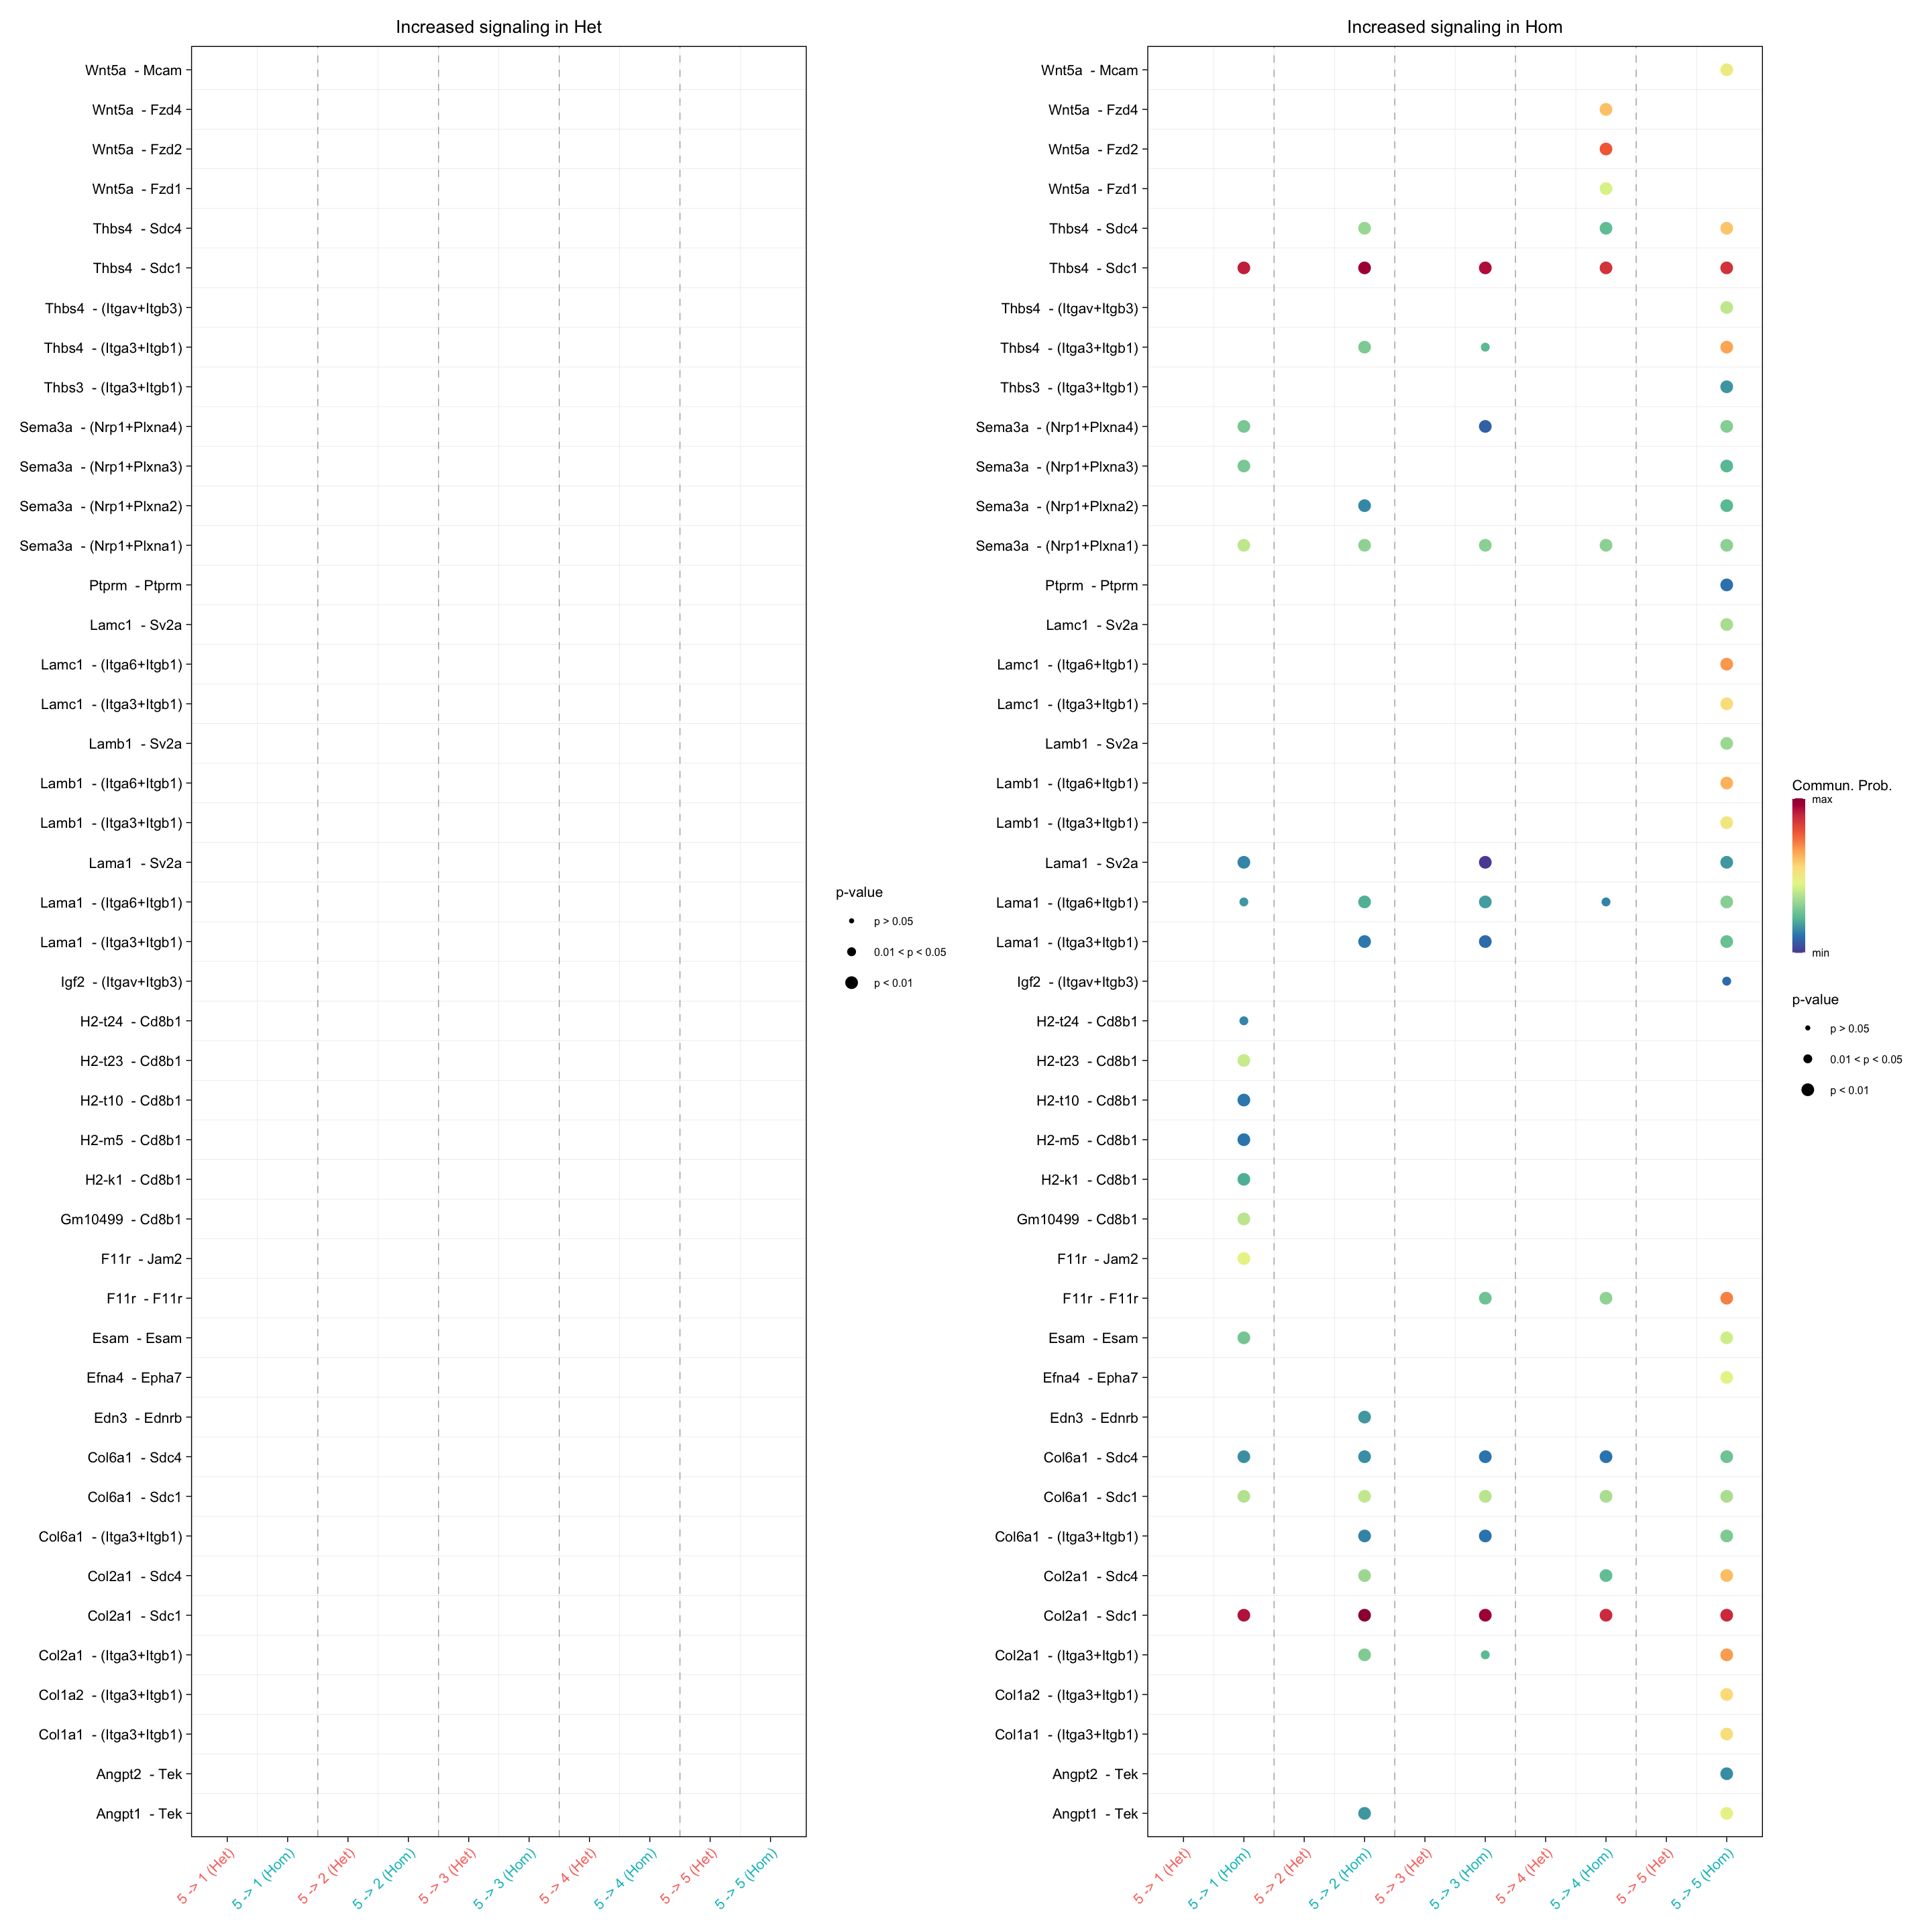 Increased signaling in Het
Wnt5a - Mcam
Wnt5a - Fzd4
Wnt5a - Fzd2
Wnt5a - Fzd1
Thbs4 - Sdc4
Thbs4 - Sdc1
Thbs4 - (Itgav+Itgb3)
Thbs4 - (Itga3+Itgb1)
Thbs3 - (Itga3+Itgb1)
Sema3a - (Nrp1+Plxna4)
Sema3a - (Nrp1+Plxna3)
Sema3a - (Nrp1+Plxna2)
Sema3a - (Nrp1+Plxna1)
Ptprm - Ptprm
Lamc1 - Sv2a
Lamc1 - (Itga6+Itgb1)
Lamc1 - (Itga3+Itgb1)
Lamb1 - Sv2a
Lamb1 - (Itga6+Itgb1)
Lamb1 - (Itga3+Itgb1)
Lama1 - Sv2a
Lama1 - (Itga6+Itgb1)
Lama1 - (Itga3+Itgb1)
Igf2 - (Itgav+Itgb3)
H2-t24 - Cd8b1
H2-t23 - Cd8b1
H2-t10 - Cd8b1
H2-m5 - Cd8b1
H2-k1 - Cd8b1
Gm10499 - Cd8b1
F11r - Jam2
F11r - F11r
Esam - Esam
Efna4 - Epha7
Edn3 - Ednrb
Col6a1 - Sdc4
Col6a1 - Sdc1
Col6a1 - (Itga3+Itgb1)
Col2a1 - Sdc4
Col2a1 - Sdc1
Col2a1 - (Itga3+Itgb1)
Col1a2 - (Itga3+Itgb1)
Col1a1 - (Itga3+Itgb1)
Angpt2 - Tek
Angpt1 - Tek
5 -> 1 (Het)
5 -> 1 (Hom)
5 -> 2 (Het)
5 -> 2 (Hom)
5 -> 3 (Het)
5 -> 3 (Hom)
5 -> 4 (Het)
5 -> 4 (Hom)
5 -> 5 (Het)
5 -> 5 (Hom)
p-value
p > 0.05
0.01 < p < 0.05
p < 0.01
Increased signaling in Hom
Wnt5a - Mcam
Wnt5a - Fzd4
Wnt5a - Fzd2
Wnt5a - Fzd1
Thbs4 - Sdc4
Thbs4 - Sdc1
Thbs4 - (Itgav+Itgb3)
Thbs4 - (Itga3+Itgb1)
Thbs3 - (Itga3+Itgb1)
Sema3a - (Nrp1+Plxna4)
Sema3a - (Nrp1+Plxna3)
Sema3a - (Nrp1+Plxna2)
Sema3a - (Nrp1+Plxna1)
Ptprm - Ptprm
Lamc1 - Sv2a
Lamc1 - (Itga6+Itgb1)
Lamc1 - (Itga3+Itgb1)
Lamb1 - Sv2a
Lamb1 - (Itga6+Itgb1)
Lamb1 - (Itga3+Itgb1)
Lama1 - Sv2a
Lama1 - (Itga6+Itgb1)
Lama1 - (Itga3+Itgb1)
Igf2 - (Itgav+Itgb3)
H2-t24 - Cd8b1
H2-t23 - Cd8b1
H2-t10 - Cd8b1
H2-m5 - Cd8b1
H2-k1 - Cd8b1
Gm10499 - Cd8b1
F11r - Jam2
F11r - F11r
Esam - Esam
Efna4 - Epha7
Edn3 - Ednrb
Col6a1 - Sdc4
Col6a1 - Sdc1
Col6a1 - (Itga3+Itgb1)
Col2a1 - Sdc4
Col2a1 - Sdc1
Col2a1 - (Itga3+Itgb1)
Col1a2 - (Itga3+Itgb1)
Col1a1 - (Itga3+Itgb1)
Angpt2 - Tek
Angpt1 - Tek
5 -> 1 (Het)
5 -> 1 (Hom)
5 -> 2 (Het)
5 -> 2 (Hom)
5 -> 3 (Het)
5 -> 3 (Hom)
5 -> 4 (Het)
5 -> 4 (Hom)
5 -> 5 (Het)
5 -> 5 (Hom)
Commun. Prob.
max
min
p-value
p > 0.05
0.01 < p < 0.05
p < 0.01